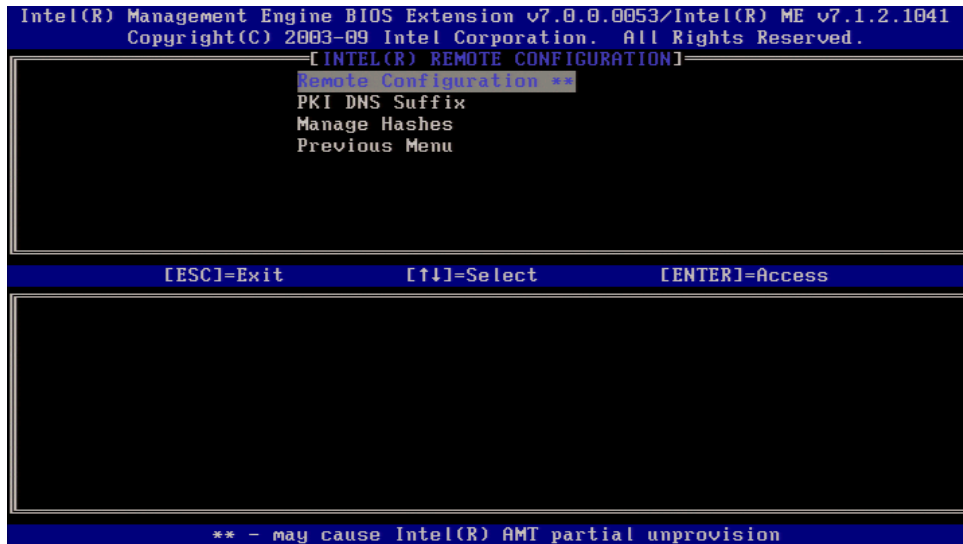 Intel(R) Management Engine BIOS Extension v7.0.0.0053/Intel(R) ME v7.1.2.1041
Copyright(C) 2003-09 Intel Corporation. All Rights Reserved.
[INTEL(R) REMOTE CONFIGURATION]
Remote Configuration **
PKI DNS Suffix
Manage Hashes
Previous Menu
[ESC]=Exit [↑↓]=Select [ENTER]=Access
** - may cause Intel(R) AMT partial unprovision